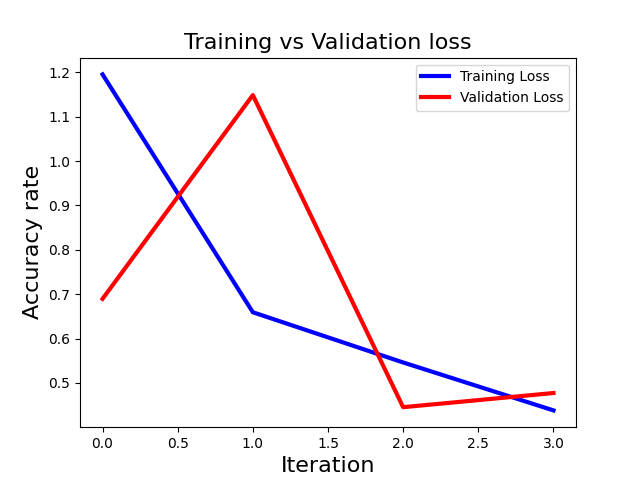 Training vs Validation loss
Training Loss
Validation Loss
Accuracy rate
1.2
1.1
1.0
0.9
0.8
0.7
0.6
0.5
0.0 0.5 1.0 1.5 2.0 2.5 3.0
Iteration